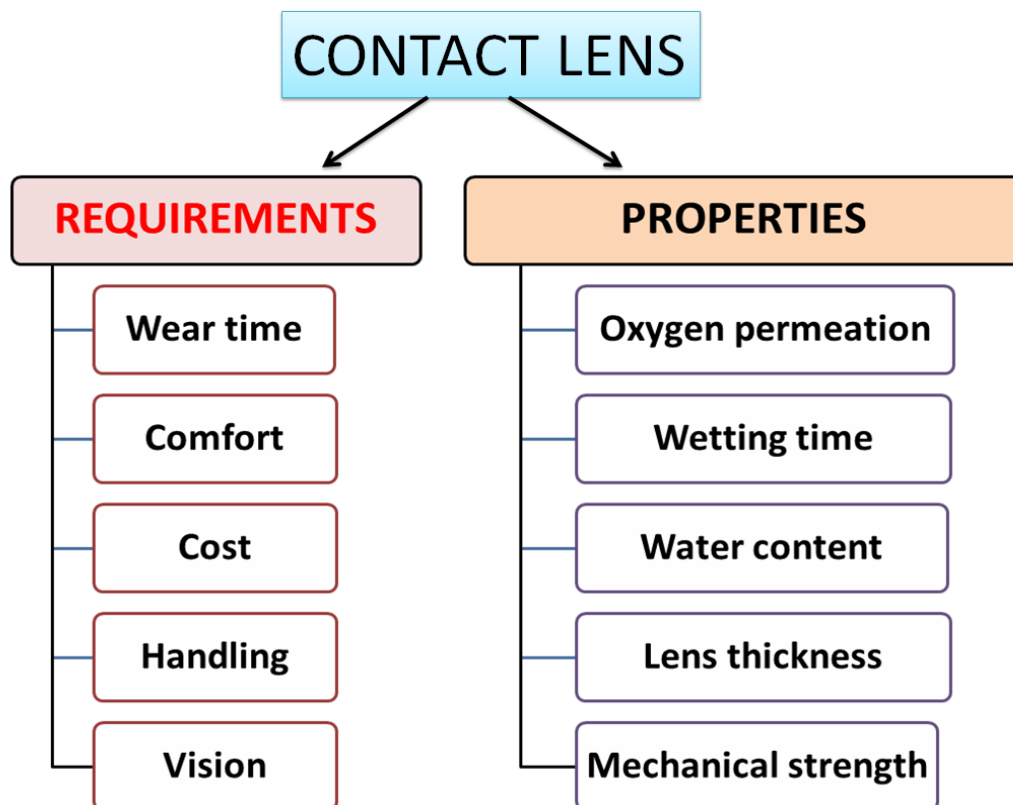 CONTACT LENS
REQUIREMENTS
Wear time
Comfort
Cost
Handling
Vision
PROPERTIES
Oxygen permeation
Wetting time
Water content
Lens thickness
Mechanical strength